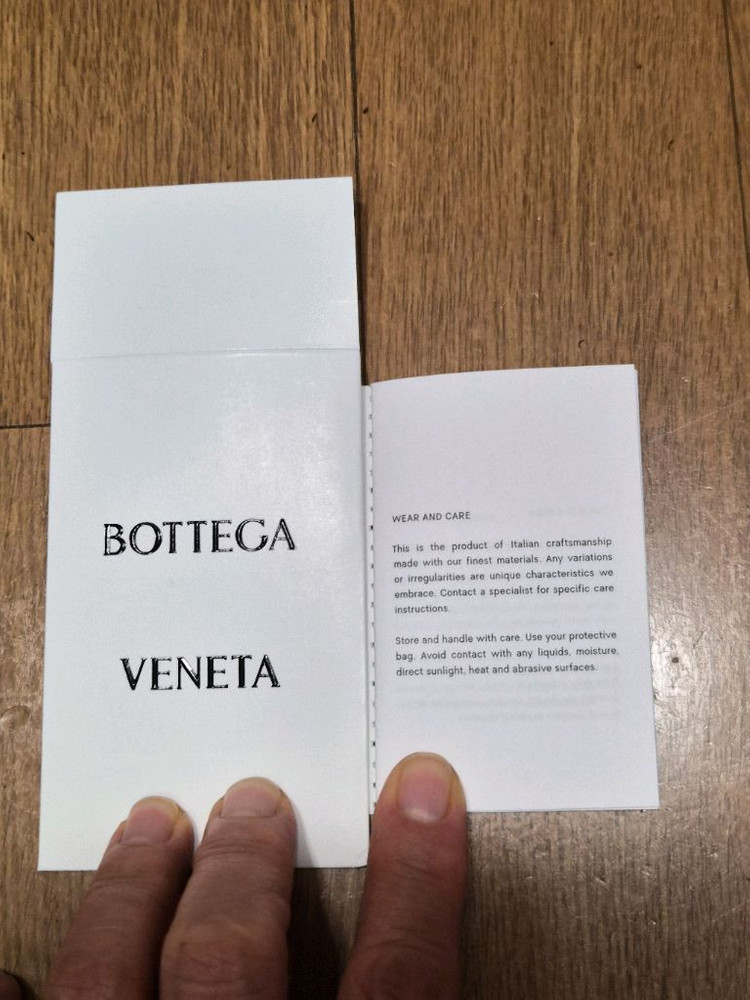 BOTTEGA
VENETA
WEAR AND CARE
This is the product of Italian craftsmanship
made with our finest materials. Any variations
or irregularities are unique characteristics we
embrace. Contact a specialist for specific care
instructions.
Store and handle with care. Use your protective
bag. Avoid contact with any liquids, moisture,
direct sunlight, heat and abrasive surfaces.